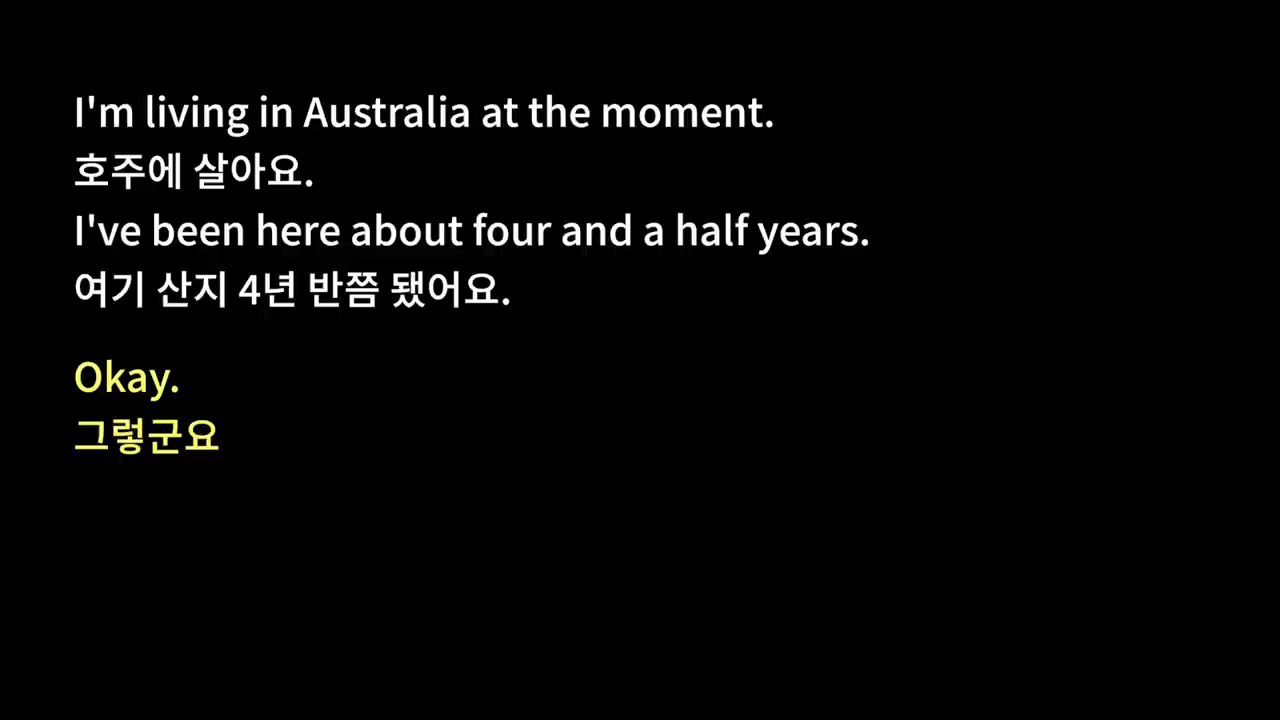 I'm living in Australia at the moment.
호주에 살아요.
I've been here about four and a half years.
여기 산지 4년 반쯤 됐어요.
Okay.
그렇군요